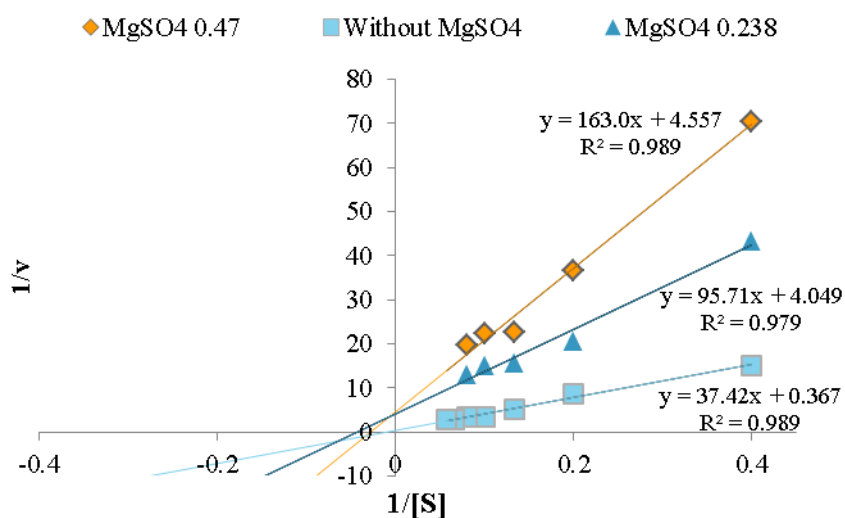 MgSO4 0.47 Without MgSO4 MgSO4 0.238
80
70
60
50
40
30
20
10
0
-10
-0.4 -0.2 0 0.2 0.4
1/v
1/[S]
y = 163.0x + 4.557
R² = 0.989
y = 95.71x + 4.049
R² = 0.979
y = 37.42x + 0.367
R² = 0.989